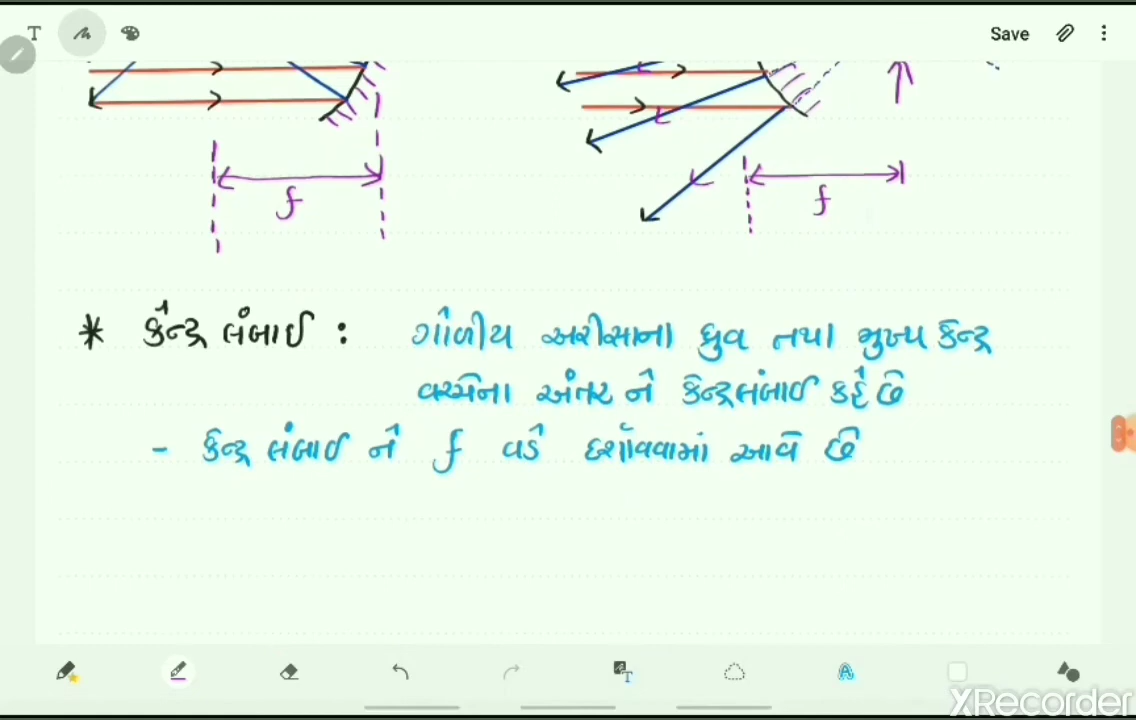 T
Save
f
f
* કેન્દ્ર લંબાઈ : ગોળીય અરીસાના ધ્રુવ તથા મુખ્ય કેન્દ્ર
વચ્ચેના અંતર ને કેન્દ્રલંબાઈ કહે છે
- કેન્દ્ર લંબાઈ ને f વડે દર્શાવવામાં આવે છે
T
A
XRecorder